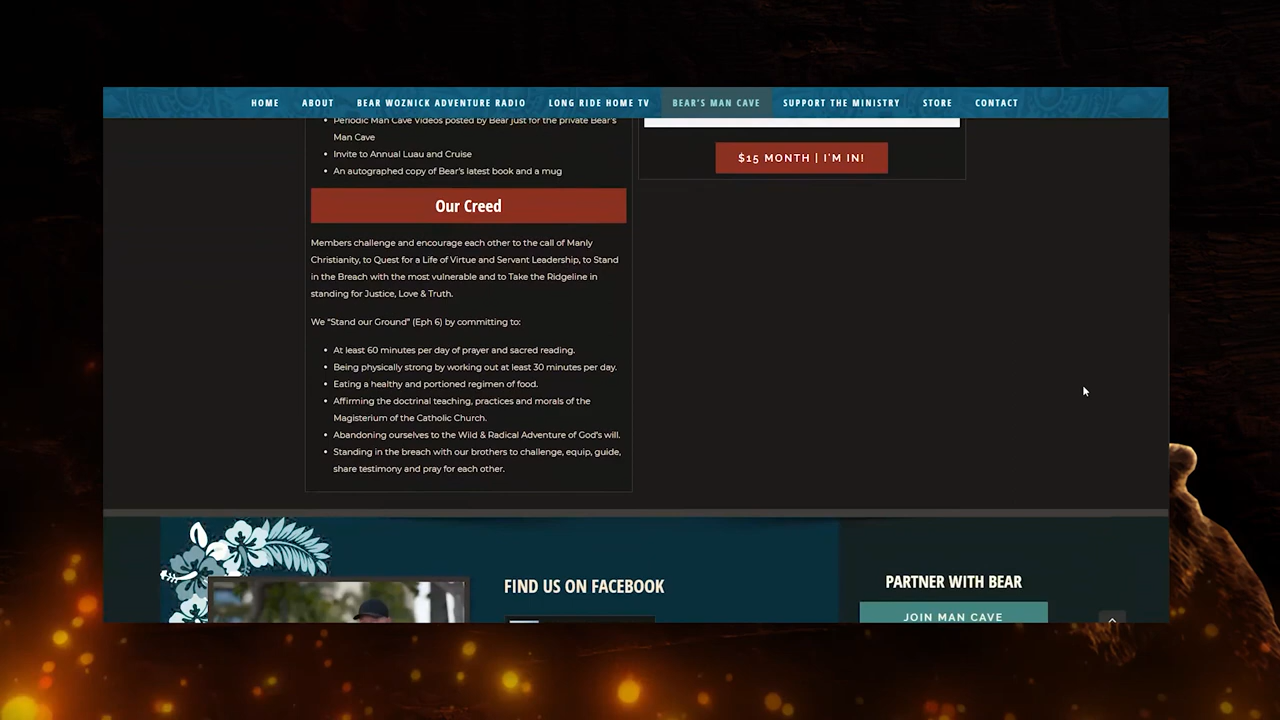 HOME ABOUT BEAR WOZNICK ADVENTURE RADIO LONG RIDE HOME TV BEAR'S MAN CAVE SUPPORT THE MINISTRY STORE CONTACT
• Periodic Man Cave Videos posted by Bear just for the private Bear's
Man Cave
• Invite to Annual Luau and Cruise
• An autographed copy of Bear's latest book and a mug
$15 MONTH | I'M IN!
Our Creed
Members challenge and encourage each other to the call of Manly
Christianity, to Quest for a Life of Virtue and Servant Leadership, to Stand
in the Breach with the most vulnerable and to Take the Ridgeline in
standing for Justice, Love & Truth.
We “Stand our Ground” (Eph 6) by committing to:
• At least 60 minutes per day of prayer and sacred reading.
• Being physically strong by working out at least 30 minutes per day.
• Eating a healthy and portioned regimen of food.
• Affirming the doctrinal teaching, practices and morals of the
Magisterium of the Catholic Church.
• Abandoning ourselves to the Wild & Radical Adventure of God's will.
• Standing in the breach with our brothers to challenge, equip, guide,
share testimony and pray for each other.
FIND US ON FACEBOOK
PARTNER WITH BEAR
JOIN MAN CAVE